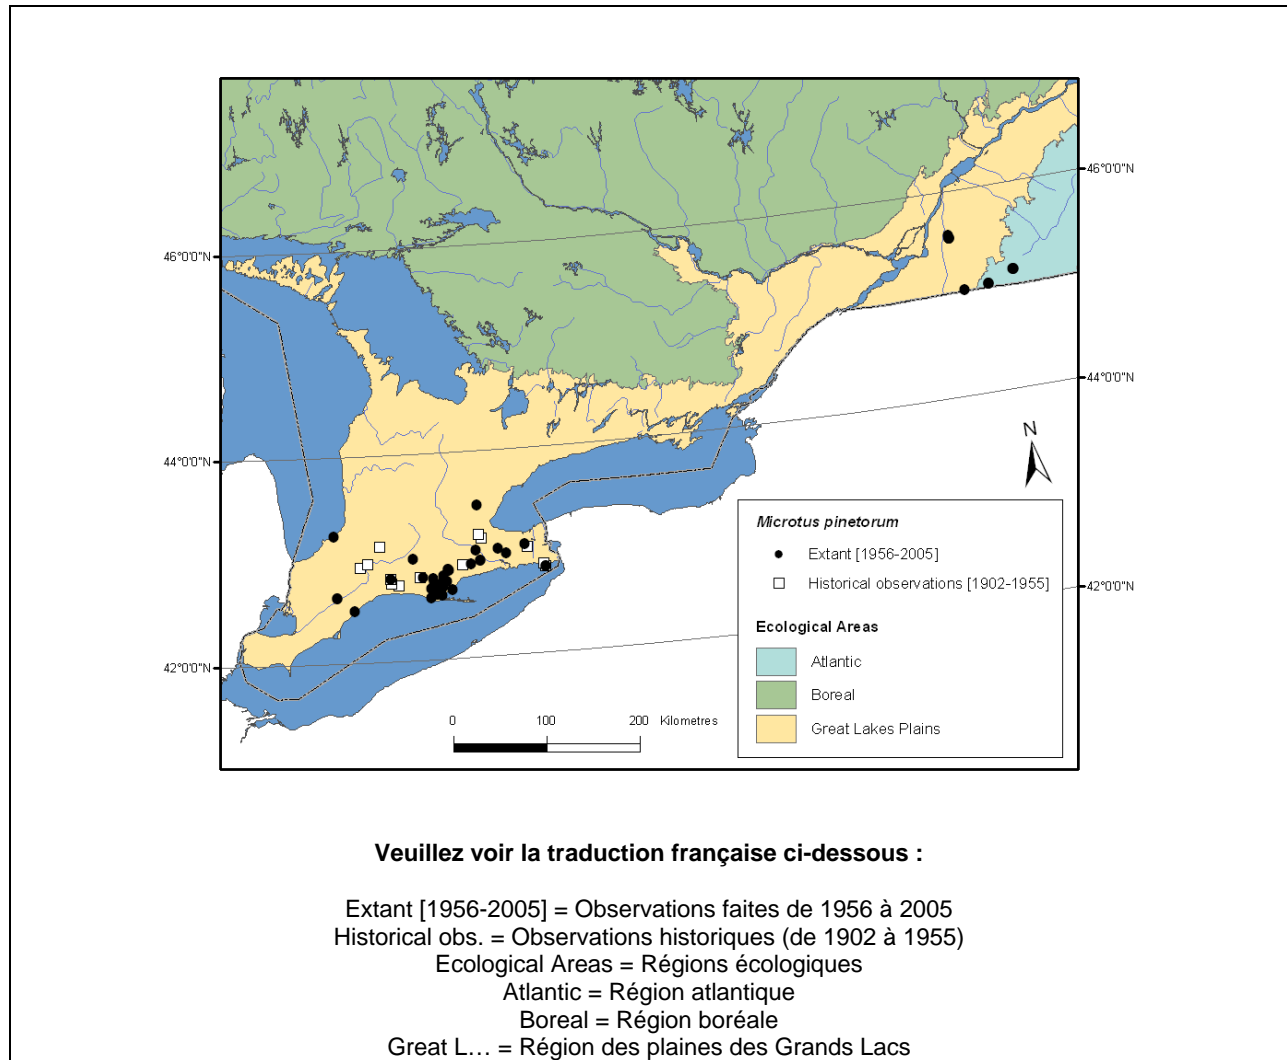 46°0'0"N
46°0'0"N
44°0'0"N
44°0'0"N
42°0'0"N
42°0'0"N
N
Microtus pinetorum
Extant [1956-2005]
Historical observations [1902-1955]
Ecological Areas
Atlantic
Boreal
Great Lakes Plains
0 100 200 Kilometres
Veuillez voir la traduction française ci-dessous :
Extant [1956-2005] = Observations faites de 1956 à 2005
Historical obs. = Observations historiques (de 1902 à 1955)
Ecological Areas = Régions écologiques
Atlantic = Région atlantique
Boreal = Région boréale
Great L… = Région des plaines des Grands Lacs